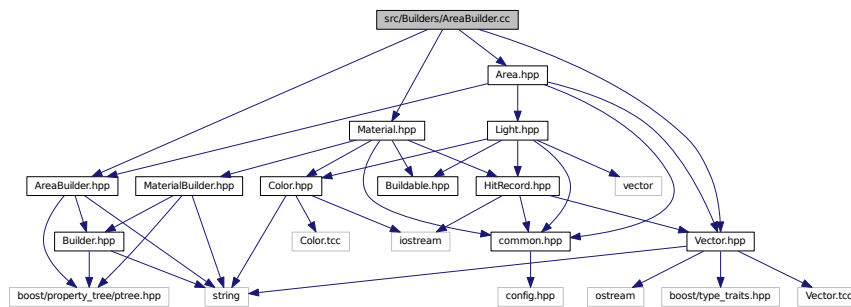 src/Builders/AreaBuilder.cc
Area.hpp
Material.hpp
Light.hpp
AreaBuilder.hpp
MaterialBuilder.hpp
Color.hpp
Buildable.hpp
HitRecord.hpp
vector
Builder.hpp
Color.tcc
iostream
common.hpp
Vector.hpp
boost/property_tree/ptree.hpp
string
config.hpp
ostream
boost/type_traits.hpp
Vector.tcc